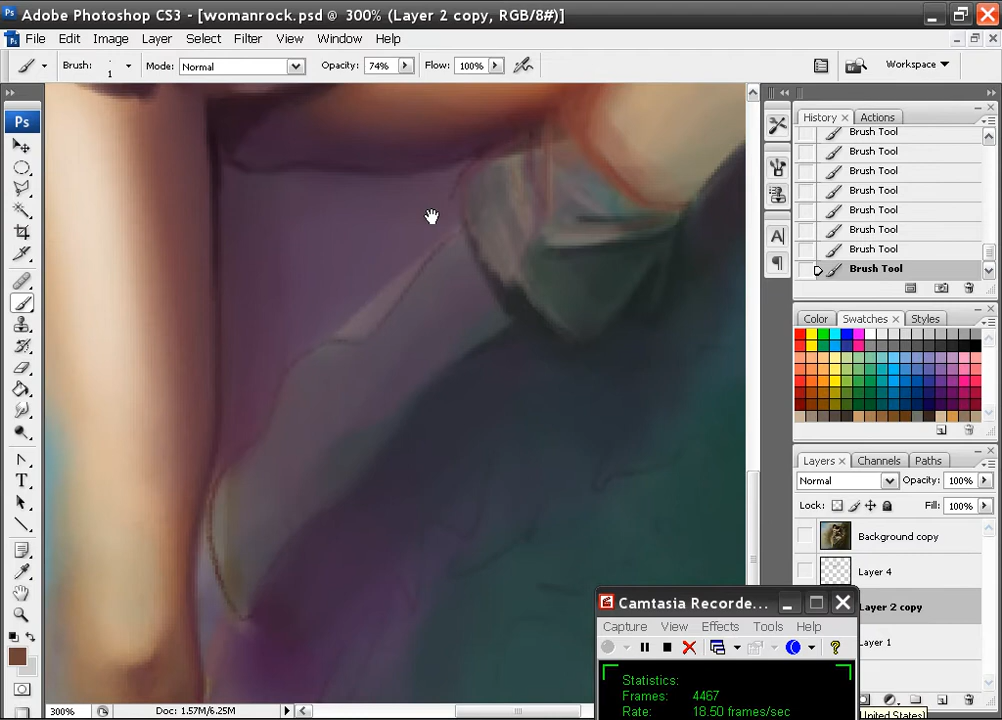 Adobe Photoshop CS3 - [womanrock.psd @ 300% (Layer 2 copy, RGB/8#)]
File Edit Image Layer Select Filter View Window Help
Brush: 1 Mode: Normal Opacity: 74% Flow: 100% Workspace
Ps
History Actions
Brush Tool
Brush Tool
Brush Tool
Brush Tool
Brush Tool
Brush Tool
Brush Tool
Brush Tool
Color Swatches Styles
Layers Channels Paths
Normal Opacity: 100%
Lock: Fill: 100%
Background copy
Layer 4
Layer 2 copy
Layer 1
Camtasia Recorde...
Capture View Effects Tools Help
Statistics:
Frames: 4467
Rate: 18.50 frames/sec
300% Doc: 1.57M/6.25M
United States]